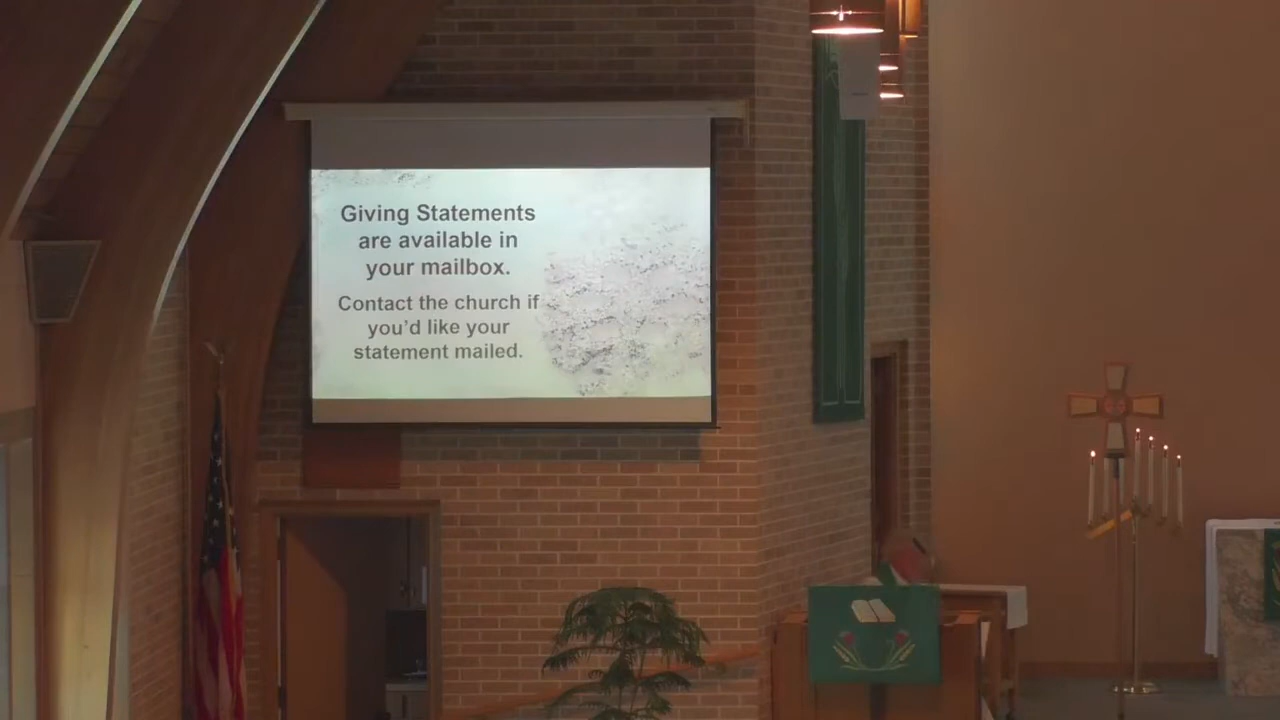 Giving Statements
are available in
your mailbox.
Contact the church if
you'd like your
statement mailed.